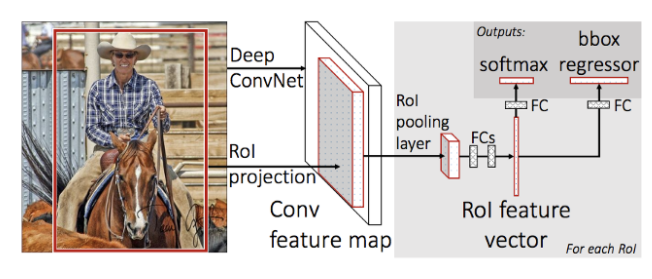 Deep
ConvNet
RoI
projection
Conv
feature map
RoI
pooling
layer
FCs
RoI feature
vector
Outputs:
softmax
FC
bbox
regressor
FC
For each RoI